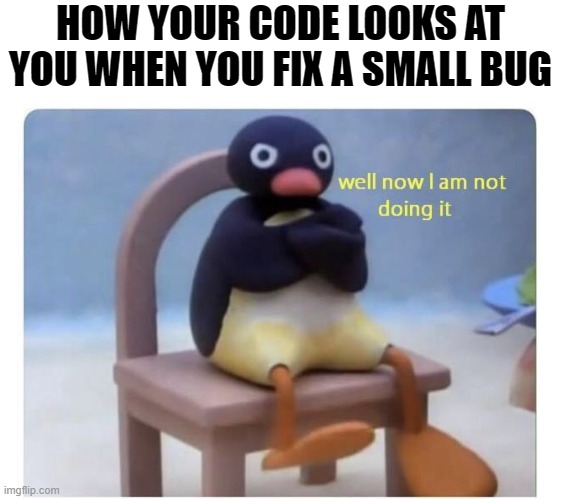 HOW YOUR CODE LOOKS AT
YOU WHEN YOU FIX A SMALL BUG
well now I am not
doing it
imgflip.com